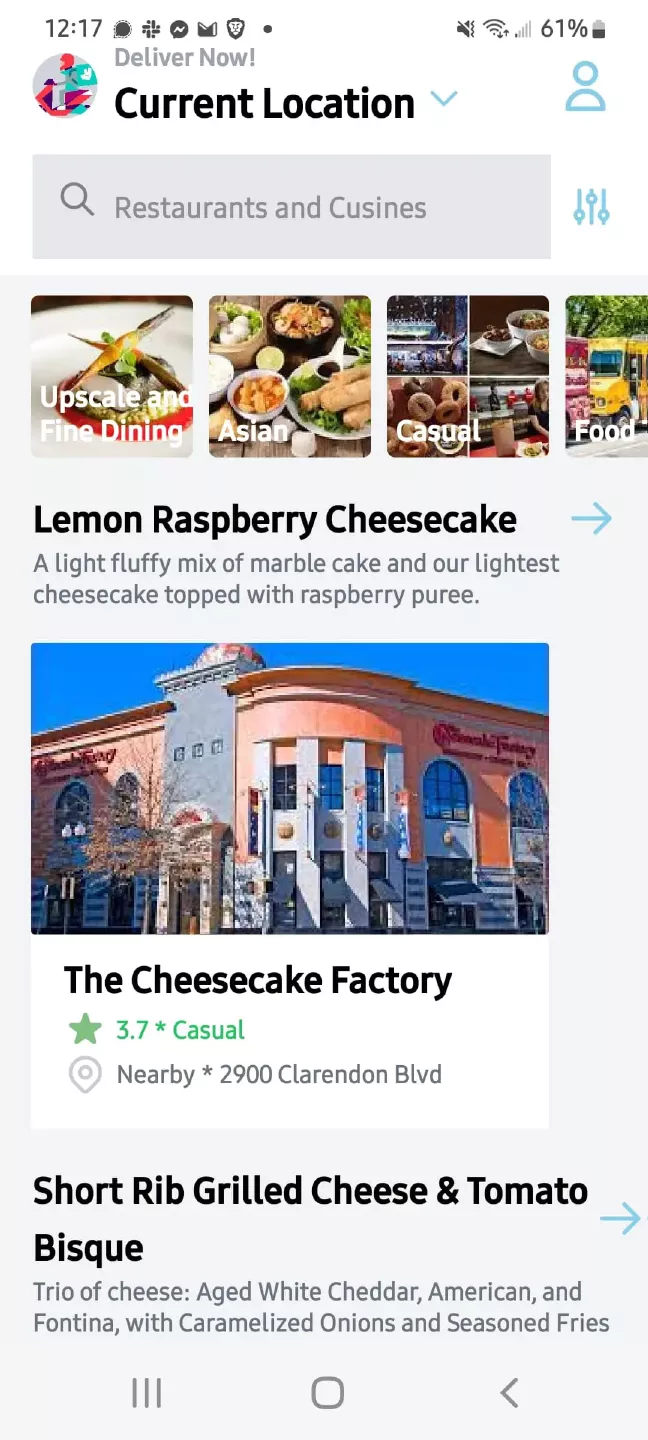 12:17
61%
Deliver Now!
Current Location
Restaurants and Cusines
Upscale and
Fine Dining
Asian
Casual
Food
Lemon Raspberry Cheesecake
A light fluffy mix of marble cake and our lightest
cheesecake topped with raspberry puree.
The Cheesecake Factory
3.7 * Casual
Nearby * 2900 Clarendon Blvd
Short Rib Grilled Cheese & Tomato
Bisque
Trio of cheese: Aged White Cheddar, American, and
Fontina, with Caramelized Onions and Seasoned Fries